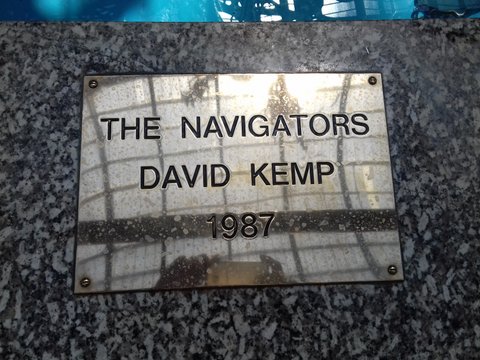 THE NAVIGATORS
DAVID KEMP
1987